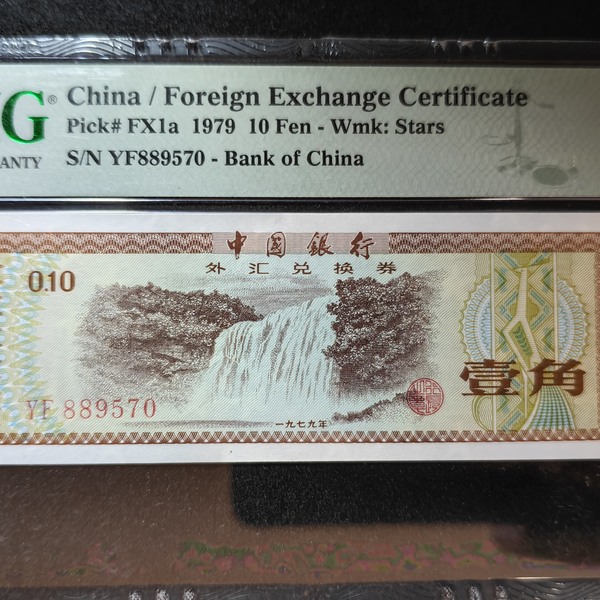 G®
China / Foreign Exchange Certificate
Pick# FX1a 1979 10 Fen - Wmk: Stars
ANTY
S/N YF889570 - Bank of China
中国银行
外汇兑换券
0.10
壹角
YF 889570
一九七九年